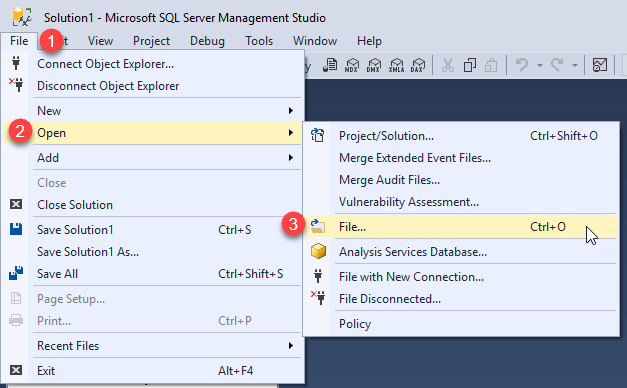 Solution1 - Microsoft SQL Server Management Studio
File 1 View Project Debug Tools Window Help
MDX DMX XMLA DAX
Connect Object Explorer...
Disconnect Object Explorer
New
2 Open
Add
Close
Close Solution
Save Solution1 Ctrl+S
Save Solution1 As...
Save All Ctrl+Shift+S
Page Setup...
Print... Ctrl+P
Recent Files
Exit Alt+F4
Project/Solution... Ctrl+Shift+O
Merge Extended Event Files...
Merge Audit Files...
Vulnerability Assessment...
3 File... Ctrl+O
Analysis Services Database...
File with New Connection...
File Disconnected...
Policy